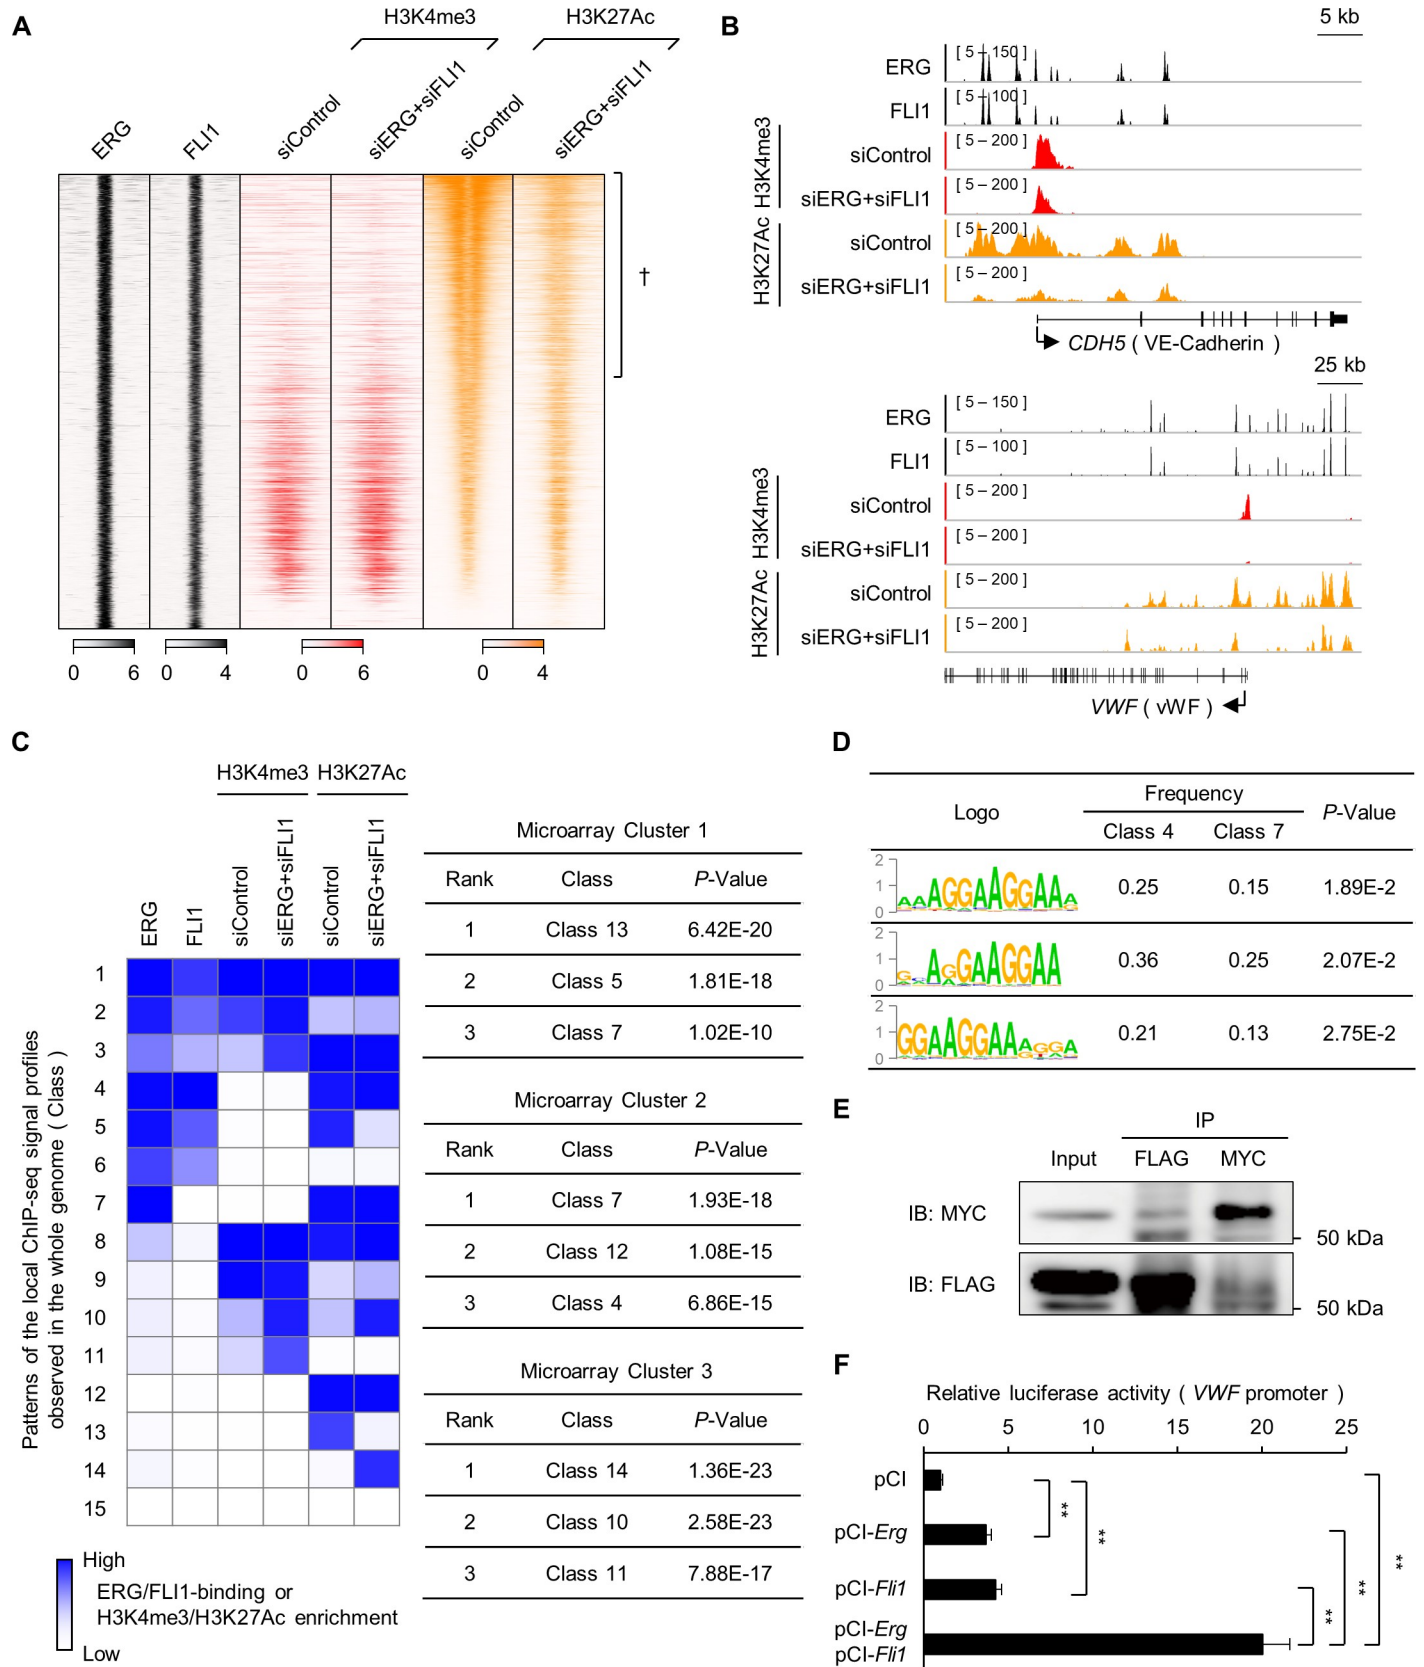 A
H3K4me3
H3K27Ac
ERG
FLI1
siControl
siERG+siFLI1
siControl
siERG+siFLI1
†
0 6
0 4
0 6
0 4
B
5 kb
ERG
[ 5 – 150 ]
FLI1
[ 5 – 100 ]
H3K4me3
siControl
[ 5 – 200 ]
siERG+siFLI1
[ 5 – 200 ]
H3K27Ac
siControl
[ 5 – 200 ]
siERG+siFLI1
[ 5 – 200 ]
CDH5 ( VE-Cadherin )
25 kb
ERG
[ 5 – 150 ]
FLI1
[ 5 – 100 ]
H3K4me3
siControl
[ 5 – 200 ]
siERG+siFLI1
[ 5 – 200 ]
H3K27Ac
siControl
[ 5 – 200 ]
siERG+siFLI1
[ 5 – 200 ]
VWF ( vWF )
C
H3K4me3 H3K27Ac
ERG
FLI1
siControl
siERG+siFLI1
siControl
siERG+siFLI1
Patterns of the local ChIP-seq signal profiles
observed in the whole genome ( Class )
1
2
3
4
5
6
7
8
9
10
11
12
13
14
15
High
ERG/FLI1-binding or
H3K4me3/H3K27Ac enrichment
Low
Microarray Cluster 1
Rank Class P-Value
1 Class 13 6.42E-20
2 Class 5 1.81E-18
3 Class 7 1.02E-10
Microarray Cluster 2
Rank Class P-Value
1 Class 7 1.93E-18
2 Class 12 1.08E-15
3 Class 4 6.86E-15
Microarray Cluster 3
Rank Class P-Value
1 Class 14 1.36E-23
2 Class 10 2.58E-23
3 Class 11 7.88E-17
D
Logo
Frequency
P-Value
Class 4 Class 7
2
1
0
AAAGGAAGGAAA
0.25 0.15 1.89E-2
2
1
0
AGGAAGGAA
0.36 0.25 2.07E-2
2
1
0
GGAAGGAAAGGA
0.21 0.13 2.75E-2
E
IP
Input FLAG MYC
IB: MYC
50 kDa
IB: FLAG
50 kDa
F
Relative luciferase activity ( VWF promoter )
0 5 10 15 20 25
pCI
pCI-Erg
pCI-Fli1
pCI-Erg
pCI-Fli1
**
**
**
**
**